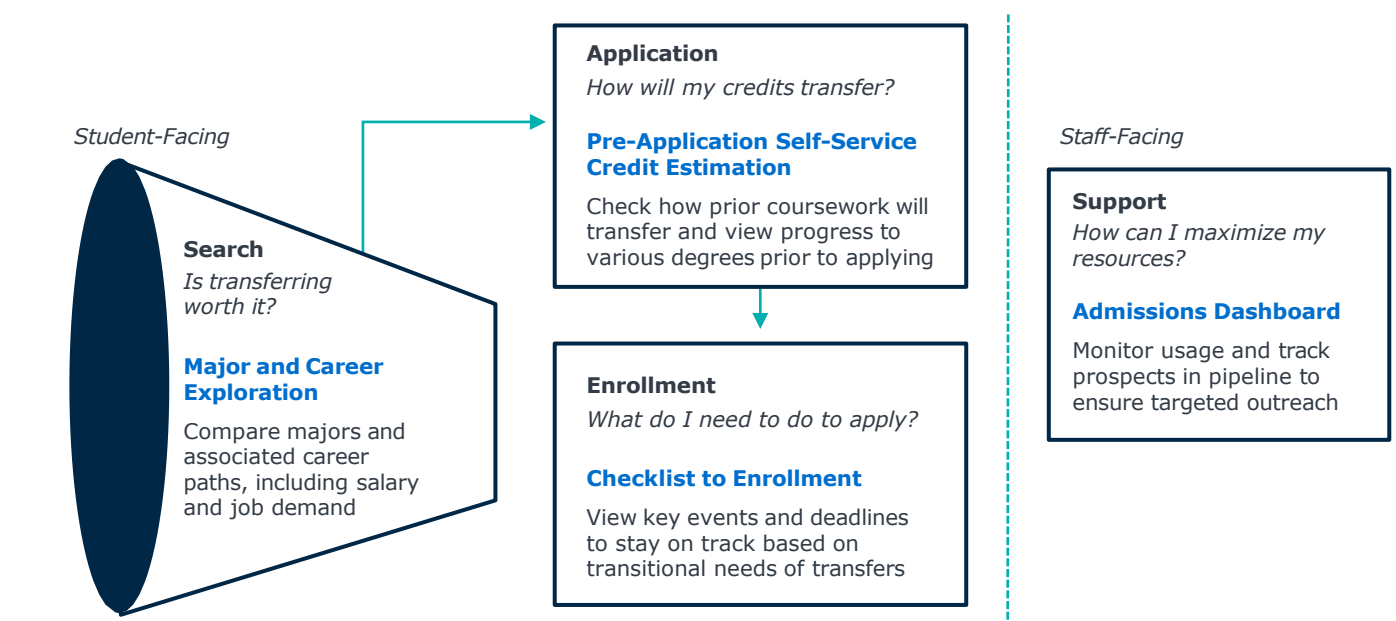 Student-Facing
Search
Is transferring
worth it?
Major and Career
Exploration
Compare majors and
associated career
paths, including salary
and job demand
Application
How will my credits transfer?
Pre-Application Self-Service
Credit Estimation
Check how prior coursework will
transfer and view progress to
various degrees prior to applying
Enrollment
What do I need to do to apply?
Checklist to Enrollment
View key events and deadlines
to stay on track based on
transitional needs of transfers
Staff-Facing
Support
How can I maximize my
resources?
Admissions Dashboard
Monitor usage and track
prospects in pipeline to
ensure targeted outreach